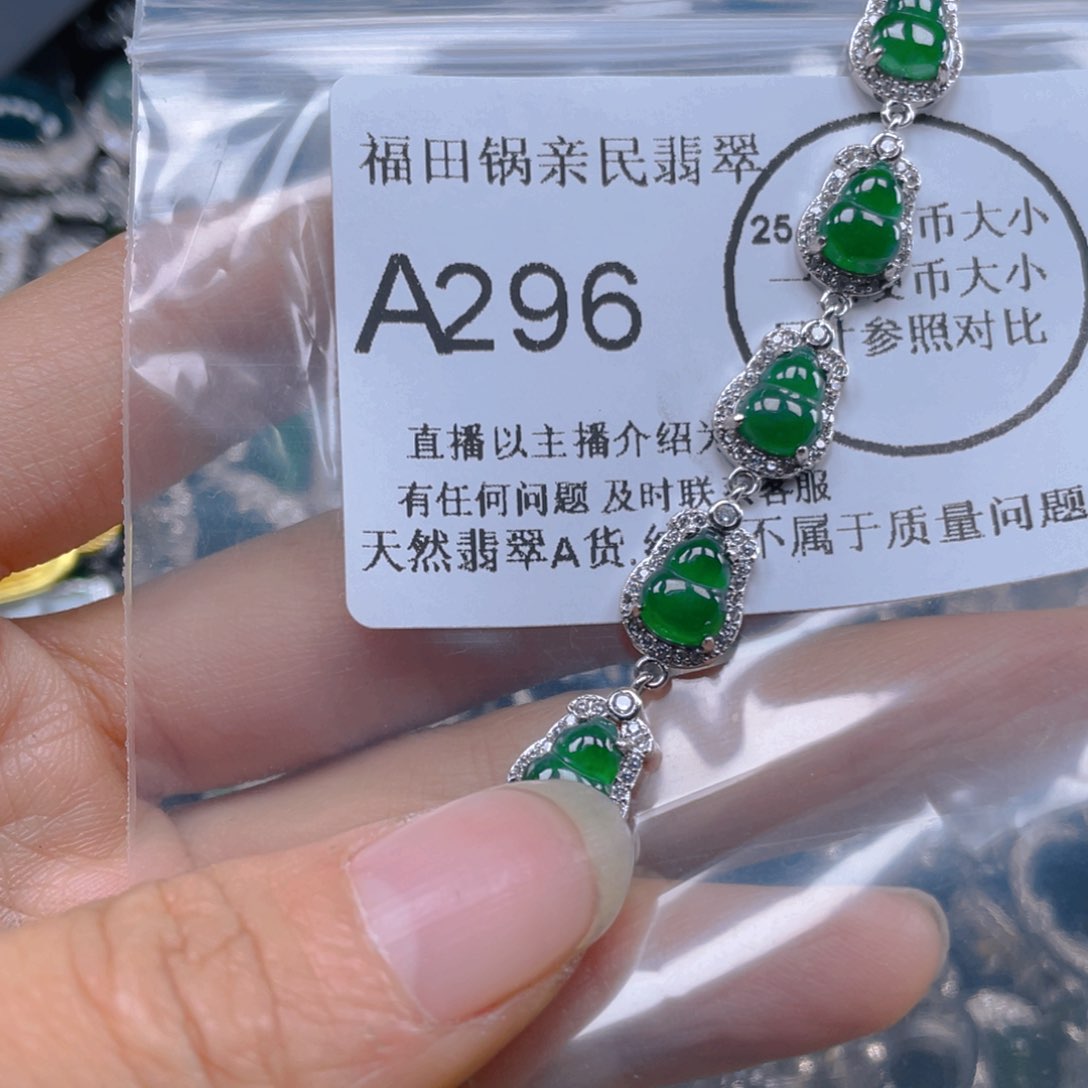 福田锅亲民翡翠
A296
25 币大小
一 币大小
参照对比
直播以主播介绍为
有任何问题 及时联 客服
天然翡翠A货. 不属于质量问题